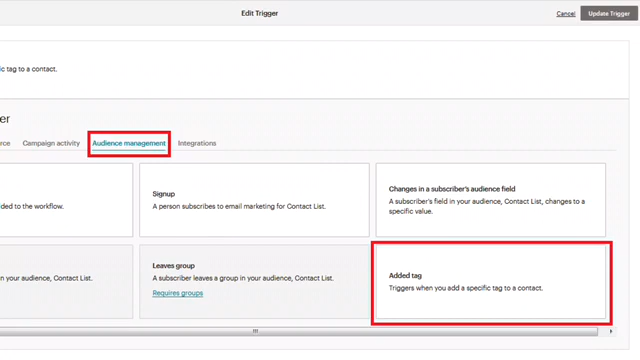 Edit Trigger
Cancel
Update Trigger
ic tag to a contact.
er
rce
Campaign activity
Audience management
Integrations
ded to the workflow.
Signup
A person subscribes to email marketing for Contact List.
Changes in a subscriber's audience field
A subscriber's field in your audience, Contact List, changes to a
specific value.
in your audience, Contact List.
Leaves group
A subscriber leaves a group in your audience, Contact List.
Requires groups
Added tag
Triggers when you add a specific tag to a contact.